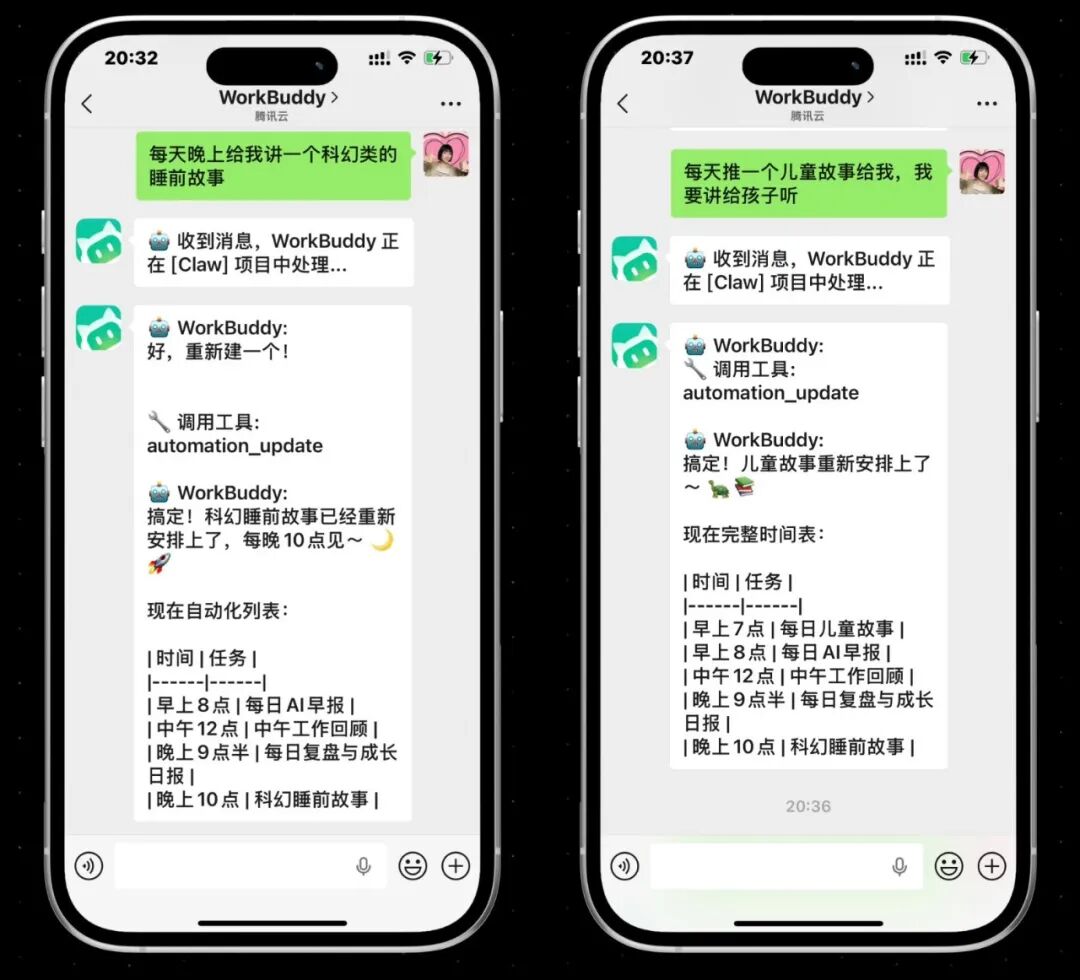 20:32
WorkBuddy
腾讯云
每天晚上给我讲一个科幻类的
睡前故事
🤖 收到消息，WorkBuddy 正
在 [Claw] 项目中处理...
🤖 WorkBuddy:
好，重新建一个！
🔧 调用工具:
automation_update
🤖 WorkBuddy:
搞定！科幻睡前故事已经重新
安排上了，每晚10点见～ 🌙
🚀
现在自动化列表：
| 时间 | 任务 |
|------|------|
| 早上8点 | 每日AI早报 |
| 中午12点 | 中午工作回顾 |
| 晚上9点半 | 每日复盘与成长
日报 |
| 晚上10点 | 科幻睡前故事 |
20:37
WorkBuddy
腾讯云
每天推一个儿童故事给我，我
要讲给孩子听
🤖 收到消息，WorkBuddy 正
在 [Claw] 项目中处理...
🤖 WorkBuddy:
🔧 调用工具:
automation_update
🤖 WorkBuddy:
搞定！儿童故事重新安排上了
～ 🐢📚
现在完整时间表：
| 时间 | 任务 |
|------|------|
| 早上7点 | 每日儿童故事 |
| 早上8点 | 每日AI早报 |
| 中午12点 | 中午工作回顾 |
| 晚上9点半 | 每日复盘与成长
日报 |
| 晚上10点 | 科幻睡前故事 |
20:36